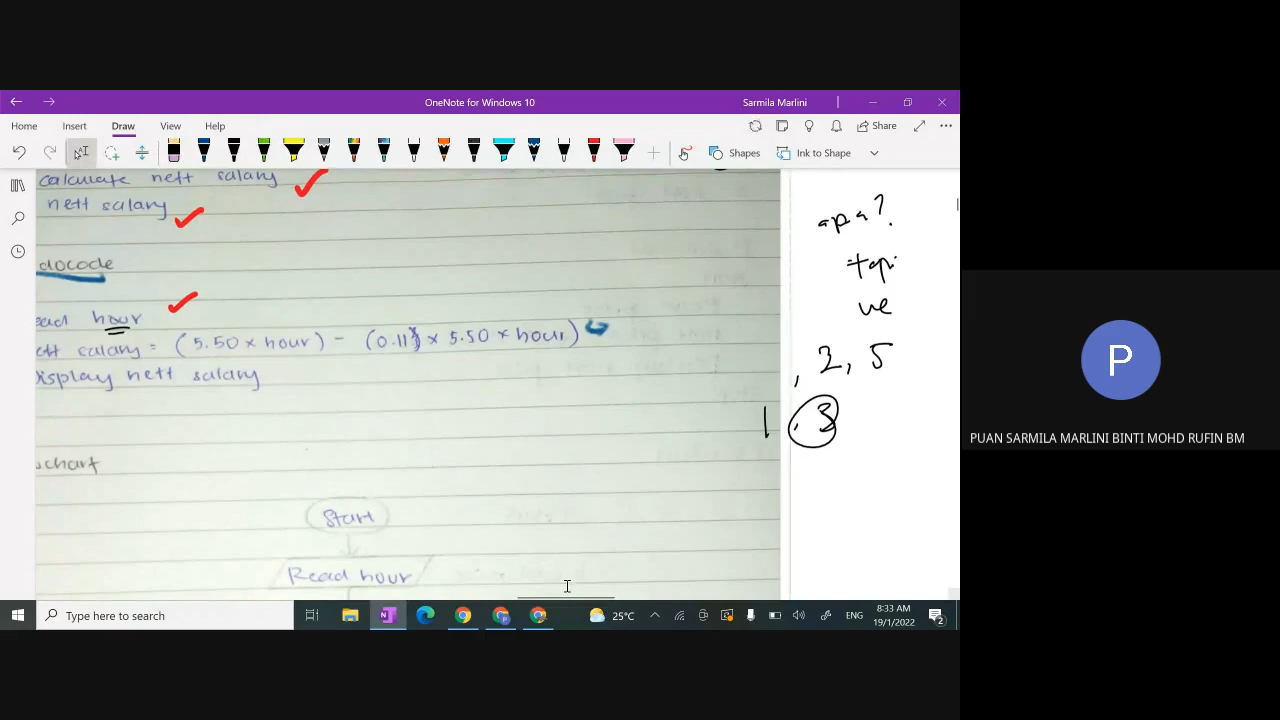 OneNote for Windows 10
Sarmila Marlini
Home Insert Draw View Help
Share
Shapes
Ink to Shape
calculate nett salary
nett salary
docode
ead hour
ett salary = (5.50 × hour) - (0.11 × 5.50 × hour)
isplay nett salary
chart
Start
Read hour
apa?
tapi
ve
, 2, 5
1, 3
P
PUAN SARMILA MARLINI BINTI MOHD RUFIN BM
Type here to search
25°C
ENG
8:33 AM
19/1/2022
2